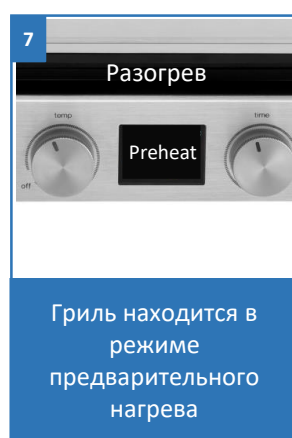 7
Разогрев
temp
time
Preheat
off
Гриль находится в
режиме
предварительного
нагрева